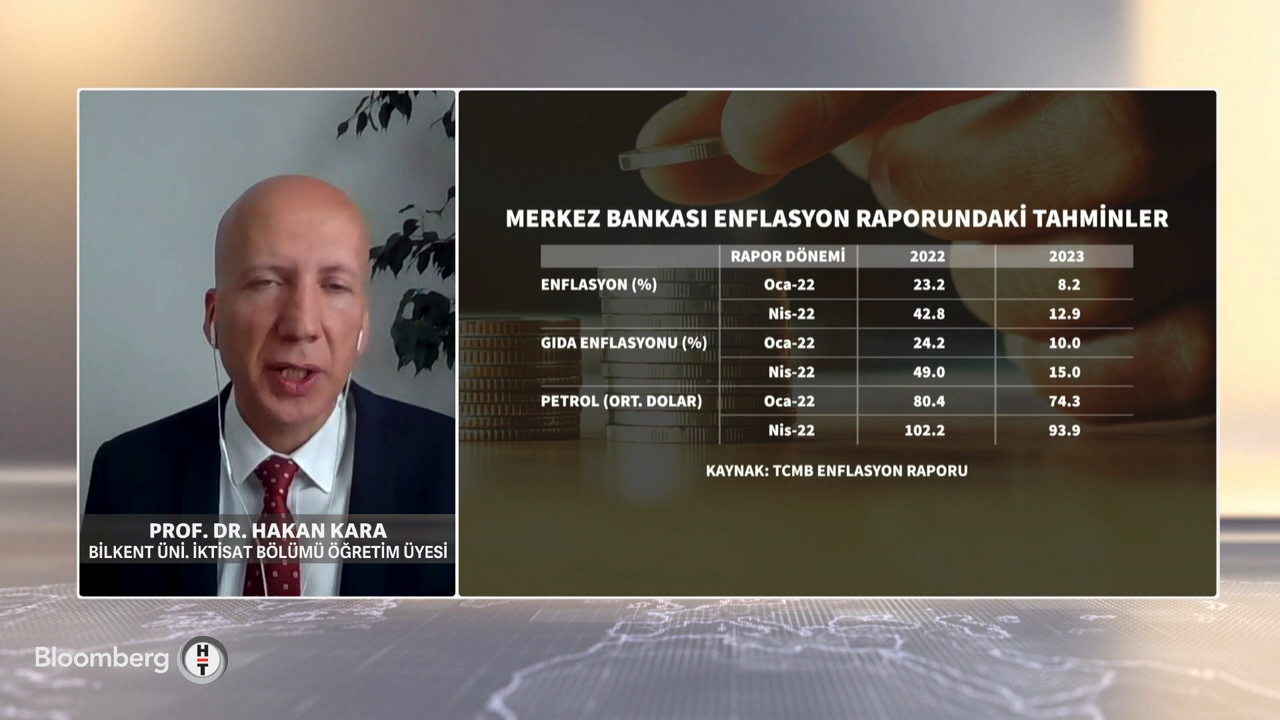 MERKEZ BANKASI ENFLASYON RAPORUNDAKİ TAHMİNLER
RAPOR DÖNEMİ 2022 2023
ENFLASYON (%) Oca-22 23.2 8.2
Nis-22 42.8 12.9
GIDA ENFLASYONU (%) Oca-22 24.2 10.0
Nis-22 49.0 15.0
PETROL (ORT. DOLAR) Oca-22 80.4 74.3
Nis-22 102.2 93.9
KAYNAK: TCMB ENFLASYON RAPORU
PROF. DR. HAKAN KARA
BİLKENT ÜNİ. İKTİSAT BÖLÜMÜ ÖĞRETİM ÜYESİ
Bloomberg HT